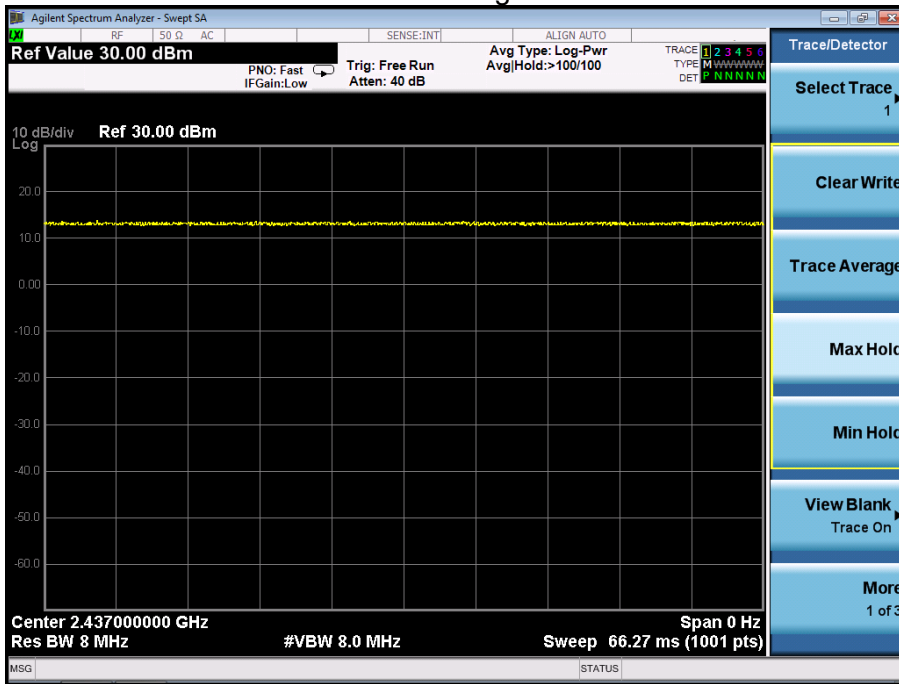 Agilent Spectrum Analyzer - Swept SA
LXI RF 50 Ω AC SENSE:INT ALIGN AUTO
Ref Value 30.00 dBm
PNO: Fast
IFGain:Low
Trig: Free Run
Atten: 40 dB
Avg Type: Log-Pwr
Avg|Hold:>100/100
TRACE 1 2 3 4 5 6
TYPE M WWWWW
DET P N N N N N
10 dB/div Ref 30.00 dBm
Log
20.0
10.0
0.00
-10.0
-20.0
-30.0
-40.0
-50.0
-60.0
Center 2.437000000 GHz Span 0 Hz
Res BW 8 MHz #VBW 8.0 MHz Sweep 66.27 ms (1001 pts)
MSG STATUS
Trace/Detector
Select Trace
1
Clear Write
Trace Average
Max Hold
Min Hold
View Blank
Trace On
More
1 of 3